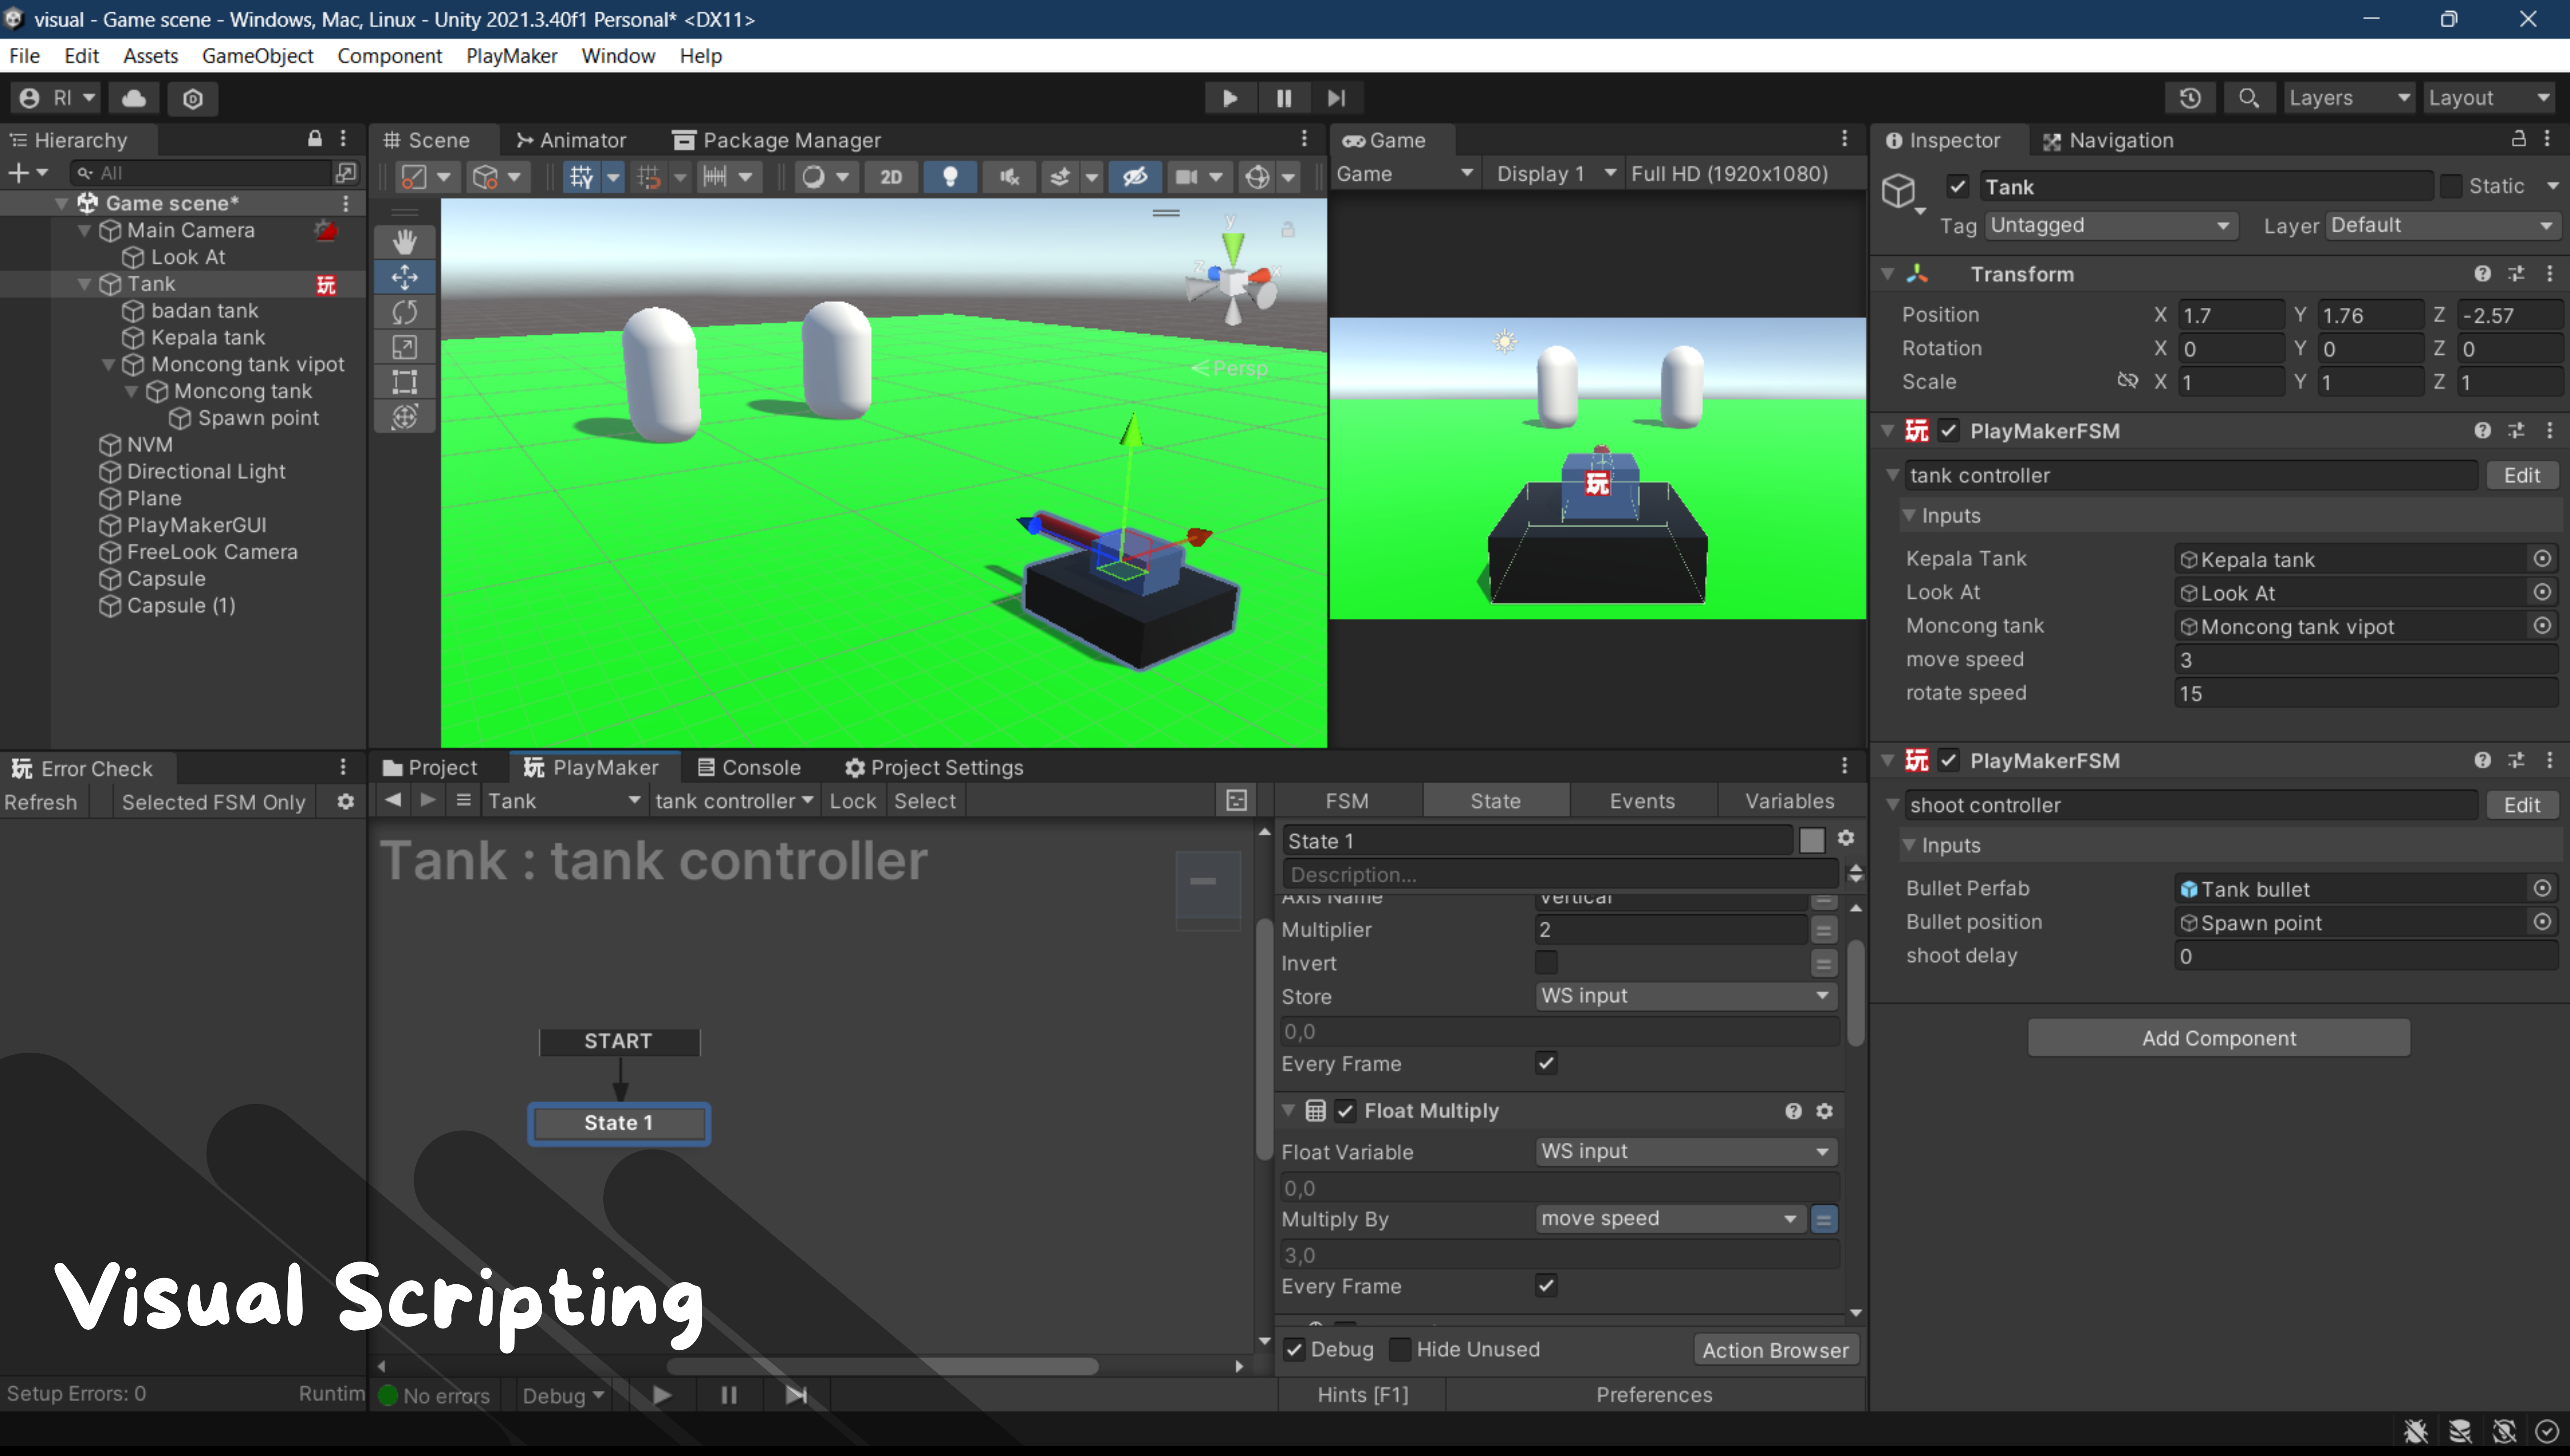 visual - Game scene - Windows, Mac, Linux - Unity 2021.3.40f1 Personal* <DX11>
File Edit Assets GameObject Component PlayMaker Window Help
RI Layers Layout
Hierarchy
All
Game scene*
Main Camera
Look At
Tank 玩
badan tank
Kepala tank
Moncong tank vipot
Moncong tank
Spawn point
NVM
Directional Light
Plane
PlayMakerGUI
FreeLook Camera
Capsule
Capsule (1)
Scene Animator Package Manager
2D
y
z x
Persp
Game
Game Display 1 Full HD (1920x1080)
玩
Inspector Navigation
Tank Static
Tag Untagged Layer Default
Transform
Position X 1.7 Y 1.76 Z -2.57
Rotation X 0 Y 0 Z 0
Scale X 1 Y 1 Z 1
玩 PlayMakerFSM
tank controller Edit
Inputs
Kepala Tank Kepala tank
Look At Look At
Moncong tank Moncong tank vipot
move speed 3
rotate speed 15
玩 PlayMakerFSM
shoot controller Edit
Inputs
Bullet Perfab Tank bullet
Bullet position Spawn point
shoot delay 0
Add Component
玩 Error Check
Refresh Selected FSM Only
Setup Errors: 0 Runtim
Project 玩 PlayMaker Console Project Settings
Tank tank controller Lock Select
Tank : tank controller
START
State 1
No errors Debug
FSM State Events Variables
State 1
Description...
Axis Name Vertical
Multiplier 2
Invert
Store WS input
0,0
Every Frame
Float Multiply
Float Variable WS input
0,0
Multiply By move speed
3,0
Every Frame
Debug Hide Unused Action Browser
Hints [F1] Preferences
Visual Scripting